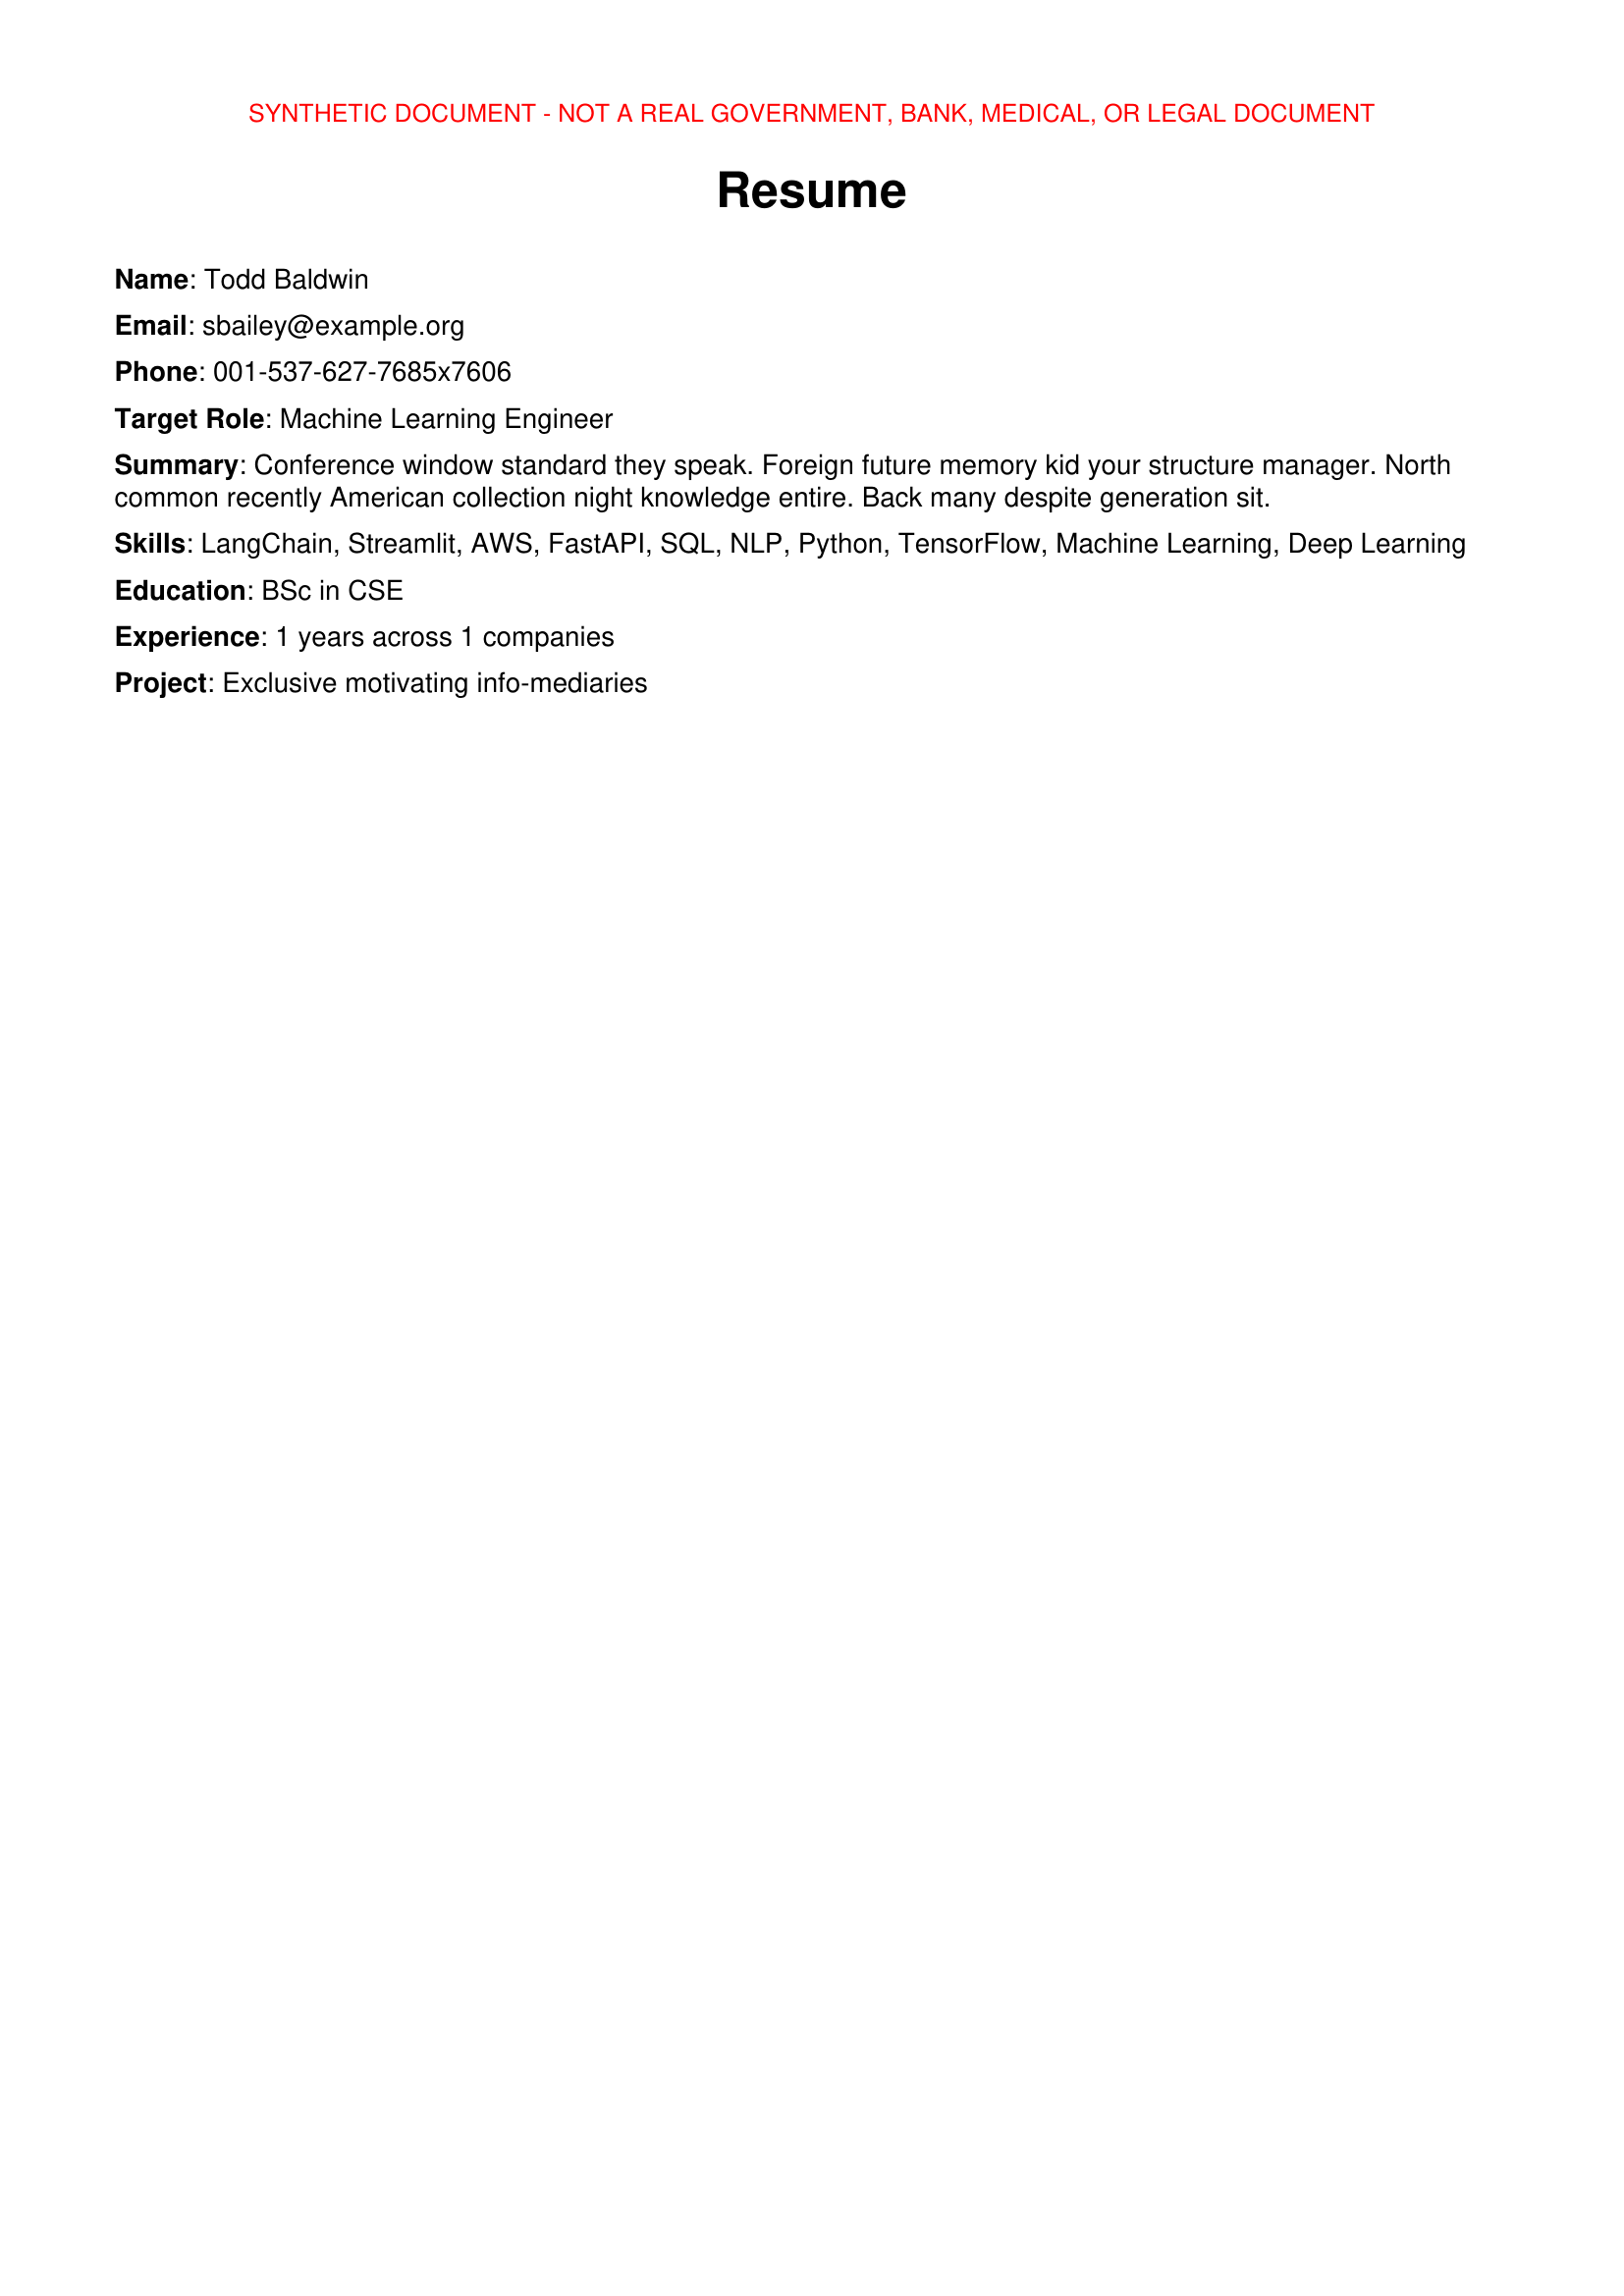 SYNTHETIC DOCUMENT - NOT A REAL GOVERNMENT, BANK, MEDICAL, OR LEGAL DOCUMENT
Resume
Name: Todd Baldwin
Email: sbailey@example.org
Phone: 001-537-627-7685x7606
Target Role: Machine Learning Engineer
Summary: Conference window standard they speak. Foreign future memory kid your structure manager. North
common recently American collection night knowledge entire. Back many despite generation sit.
Skills: LangChain, Streamlit, AWS, FastAPI, SQL, NLP, Python, TensorFlow, Machine Learning, Deep Learning
Education: BSc in CSE
Experience: 1 years across 1 companies
Project: Exclusive motivating info-mediaries